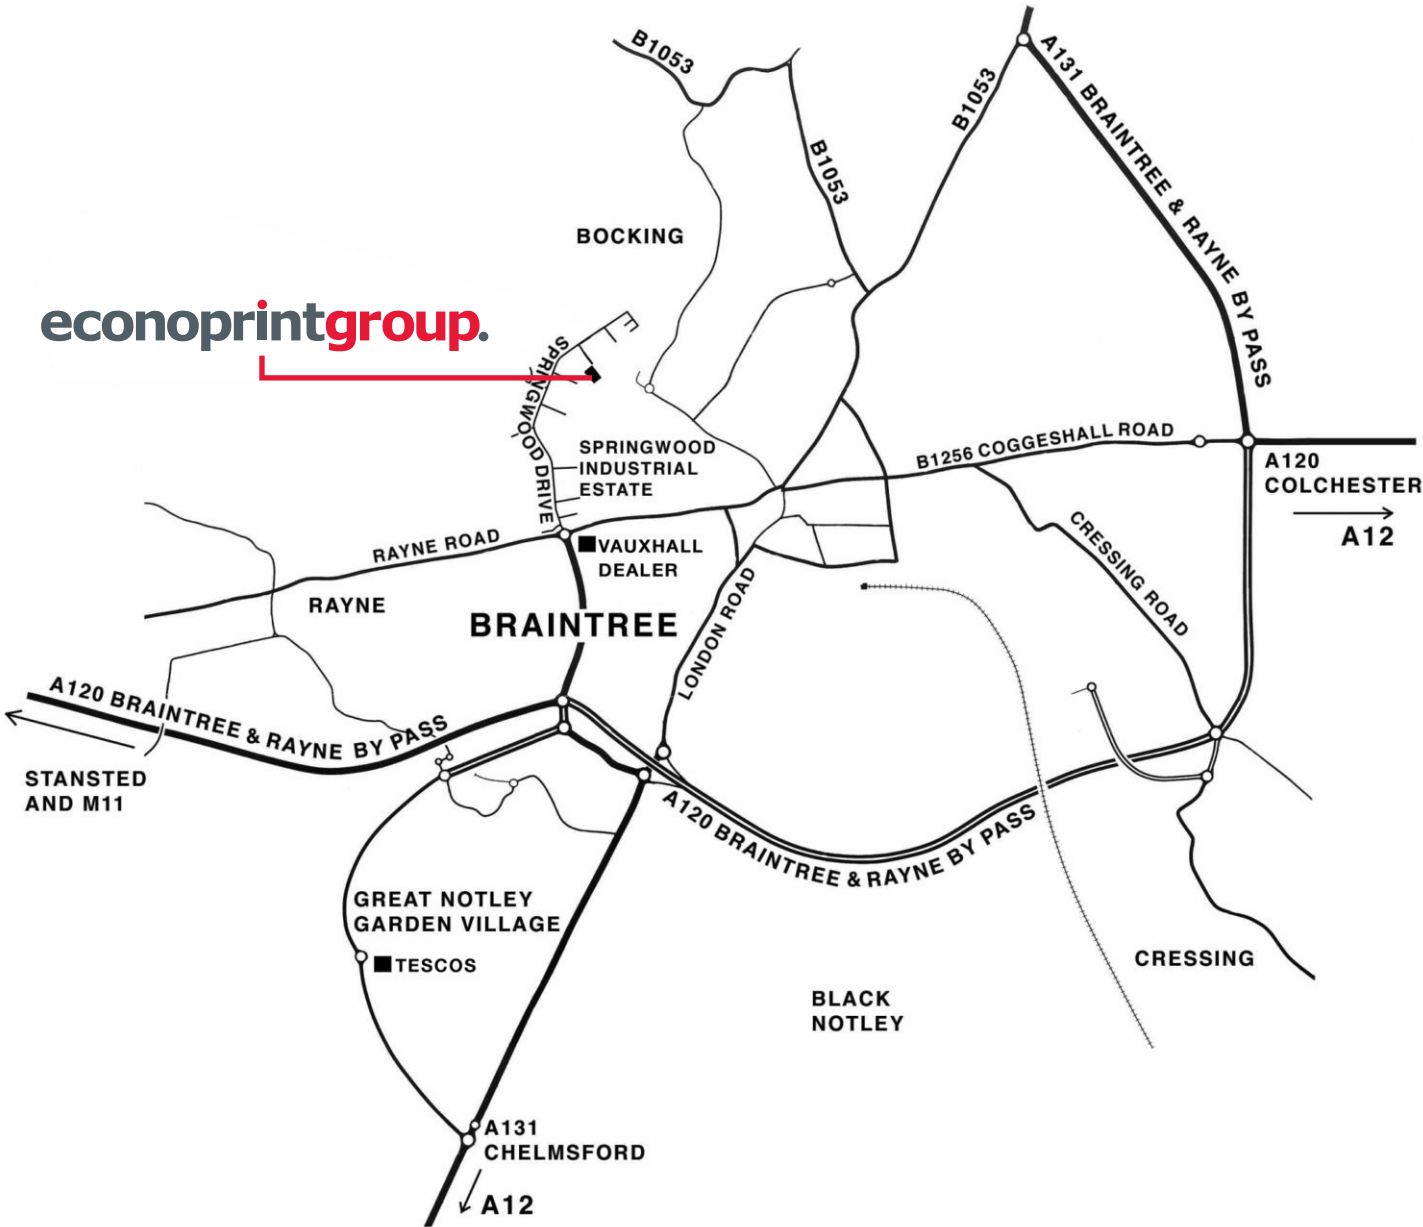 B1053
B1053
B1053
A131 BRAINTREE & RAYNE BY PASS
BOCKING
econoprintgroup.
SPRINGWOOD DRIVE
SPRINGWOOD
INDUSTRIAL
ESTATE
B1256 COGGESHALL ROAD
A120
COLCHESTER
A12
RAYNE ROAD
VAUXHALL
DEALER
CRESSING ROAD
RAYNE
BRAINTREE
LONDON ROAD
A120 BRAINTREE & RAYNE BY PASS
STANSTED
AND M11
A120 BRAINTREE & RAYNE BY PASS
GREAT NOTLEY
GARDEN VILLAGE
TESCOS
CRESSING
BLACK
NOTLEY
A131
CHELMSFORD
A12